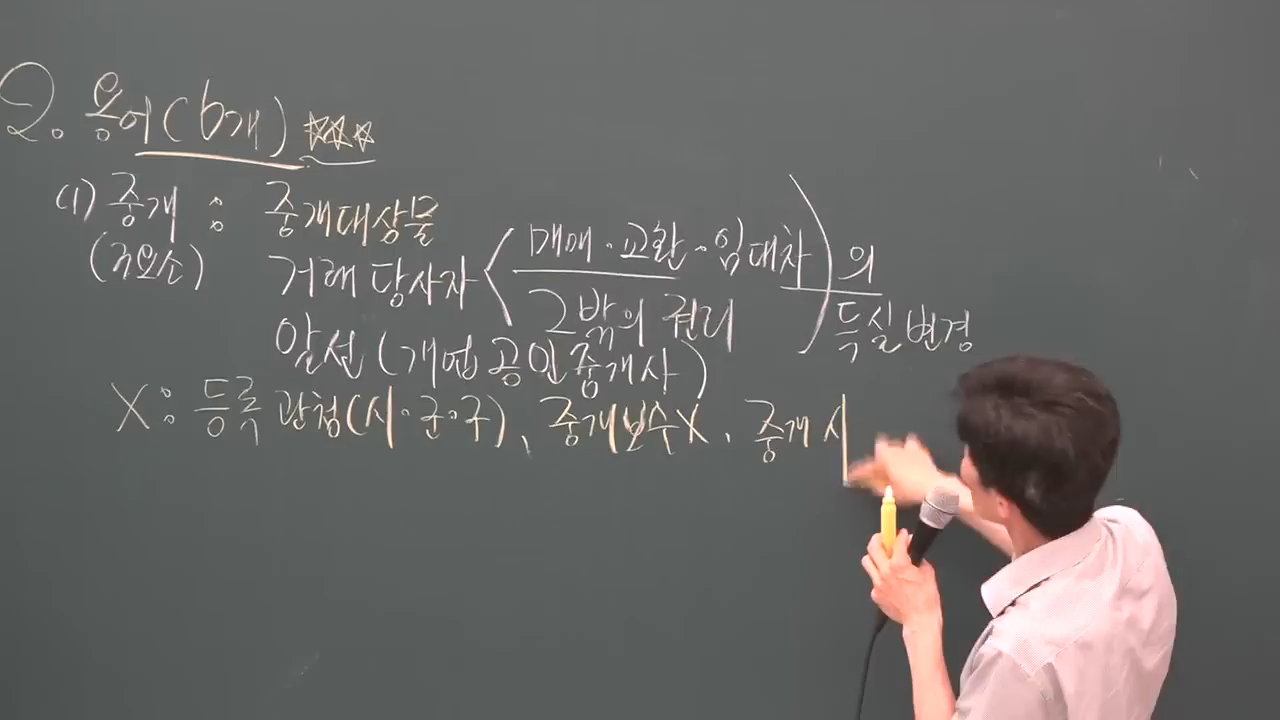 2. 용어(6개) ☆☆☆
(1) 중개 : 중개대상물
(구요소) 거래당사자 < 매매·교환·임대차 ) 의
그밖의 권리 득실변경
알선(개업공인중개사)
X : 등록관청(시·군·구), 중개보수X, 중개시